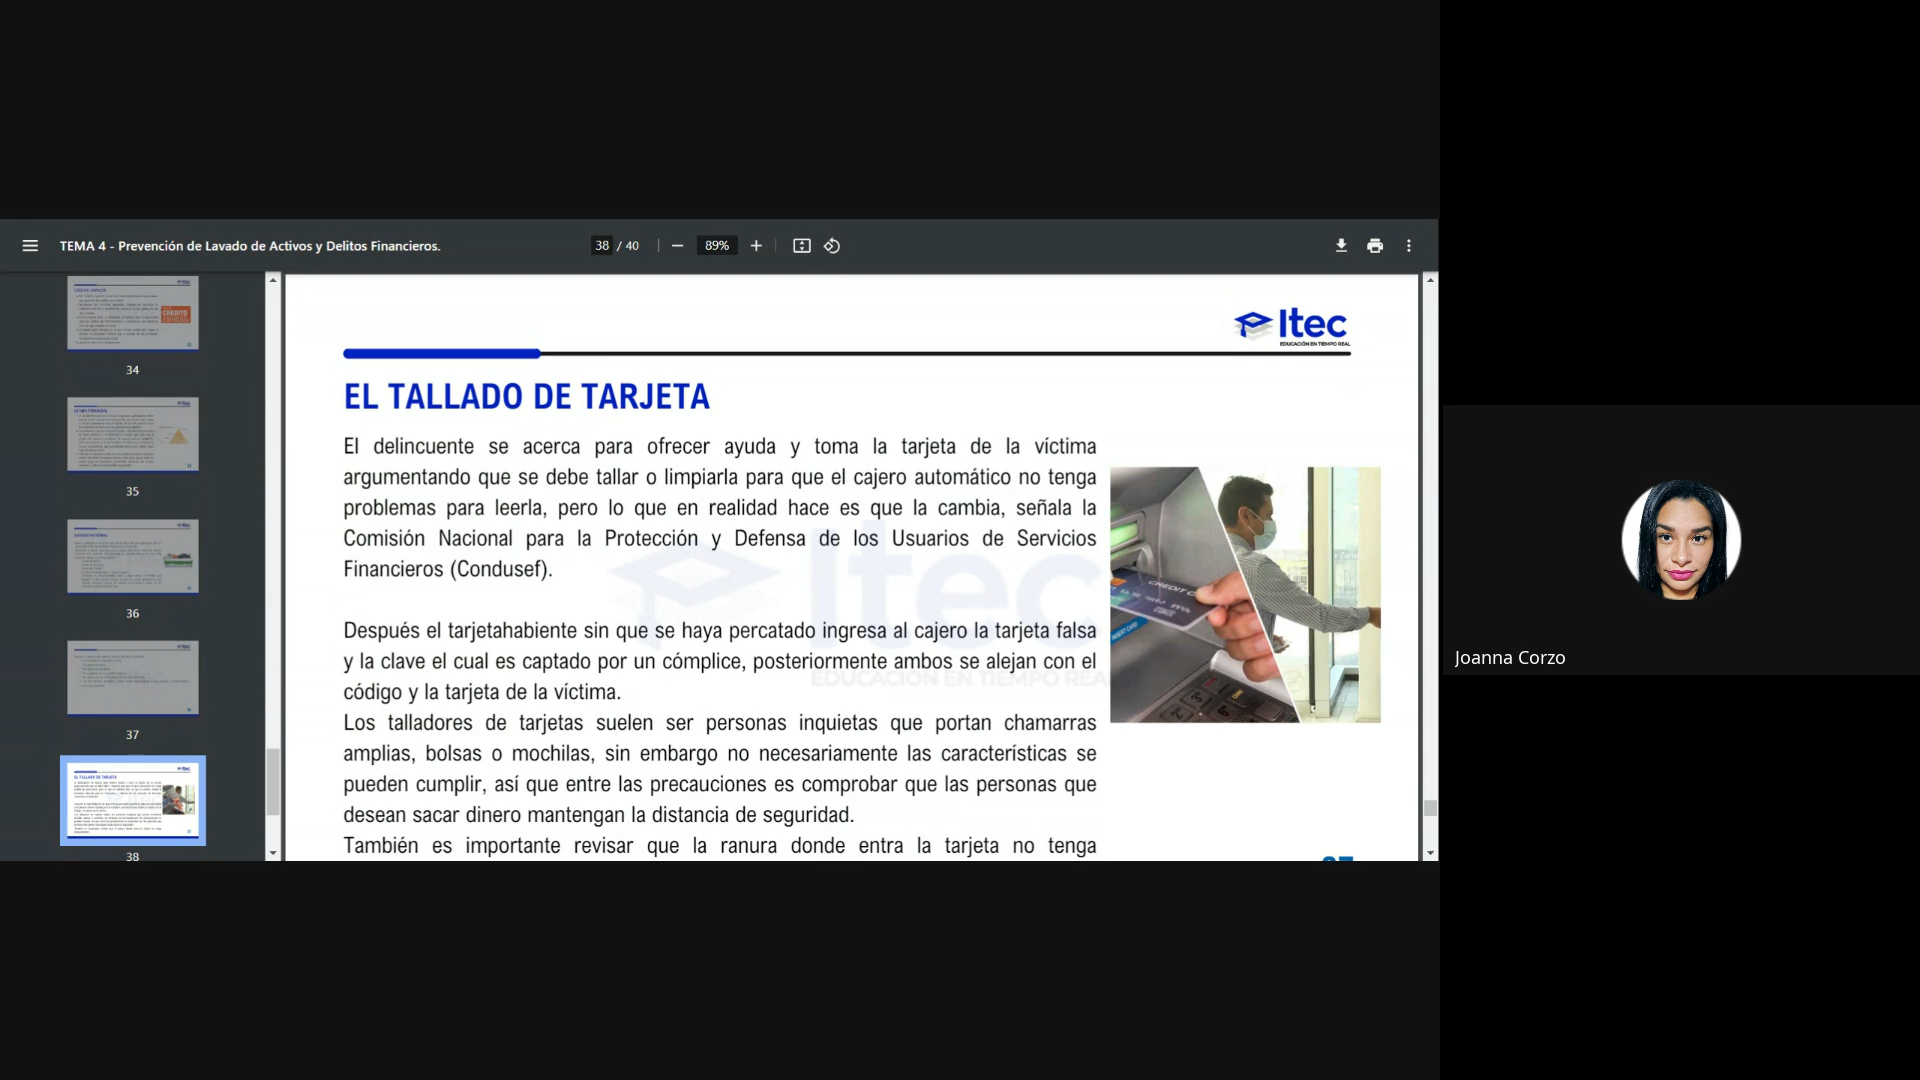 TEMA 4 - Prevención de Lavado de Activos y Delitos Financieros.
38 / 40
89%
34
35
36
37
38
Itec
EDUCACIÓN EN TIEMPO REAL
EL TALLADO DE TARJETA
El delincuente se acerca para ofrecer ayuda y toma la tarjeta de la víctima
argumentando que se debe tallar o limpiarla para que el cajero automático no tenga
problemas para leerla, pero lo que en realidad hace es que la cambia, señala la
Comisión Nacional para la Protección y Defensa de los Usuarios de Servicios
Financieros (Condusef).
Después el tarjetahabiente sin que se haya percatado ingresa al cajero la tarjeta falsa
y la clave el cual es captado por un cómplice, posteriormente ambos se alejan con el
código y la tarjeta de la víctima.
Los talladores de tarjetas suelen ser personas inquietas que portan chamarras
amplias, bolsas o mochilas, sin embargo no necesariamente las características se
pueden cumplir, así que entre las precauciones es comprobar que las personas que
desean sacar dinero mantengan la distancia de seguridad.
También es importante revisar que la ranura donde entra la tarjeta no tenga
Itec
EDUCACIÓN EN TIEMPO REAL
CREDIT
INSERT CARD
Joanna Corzo